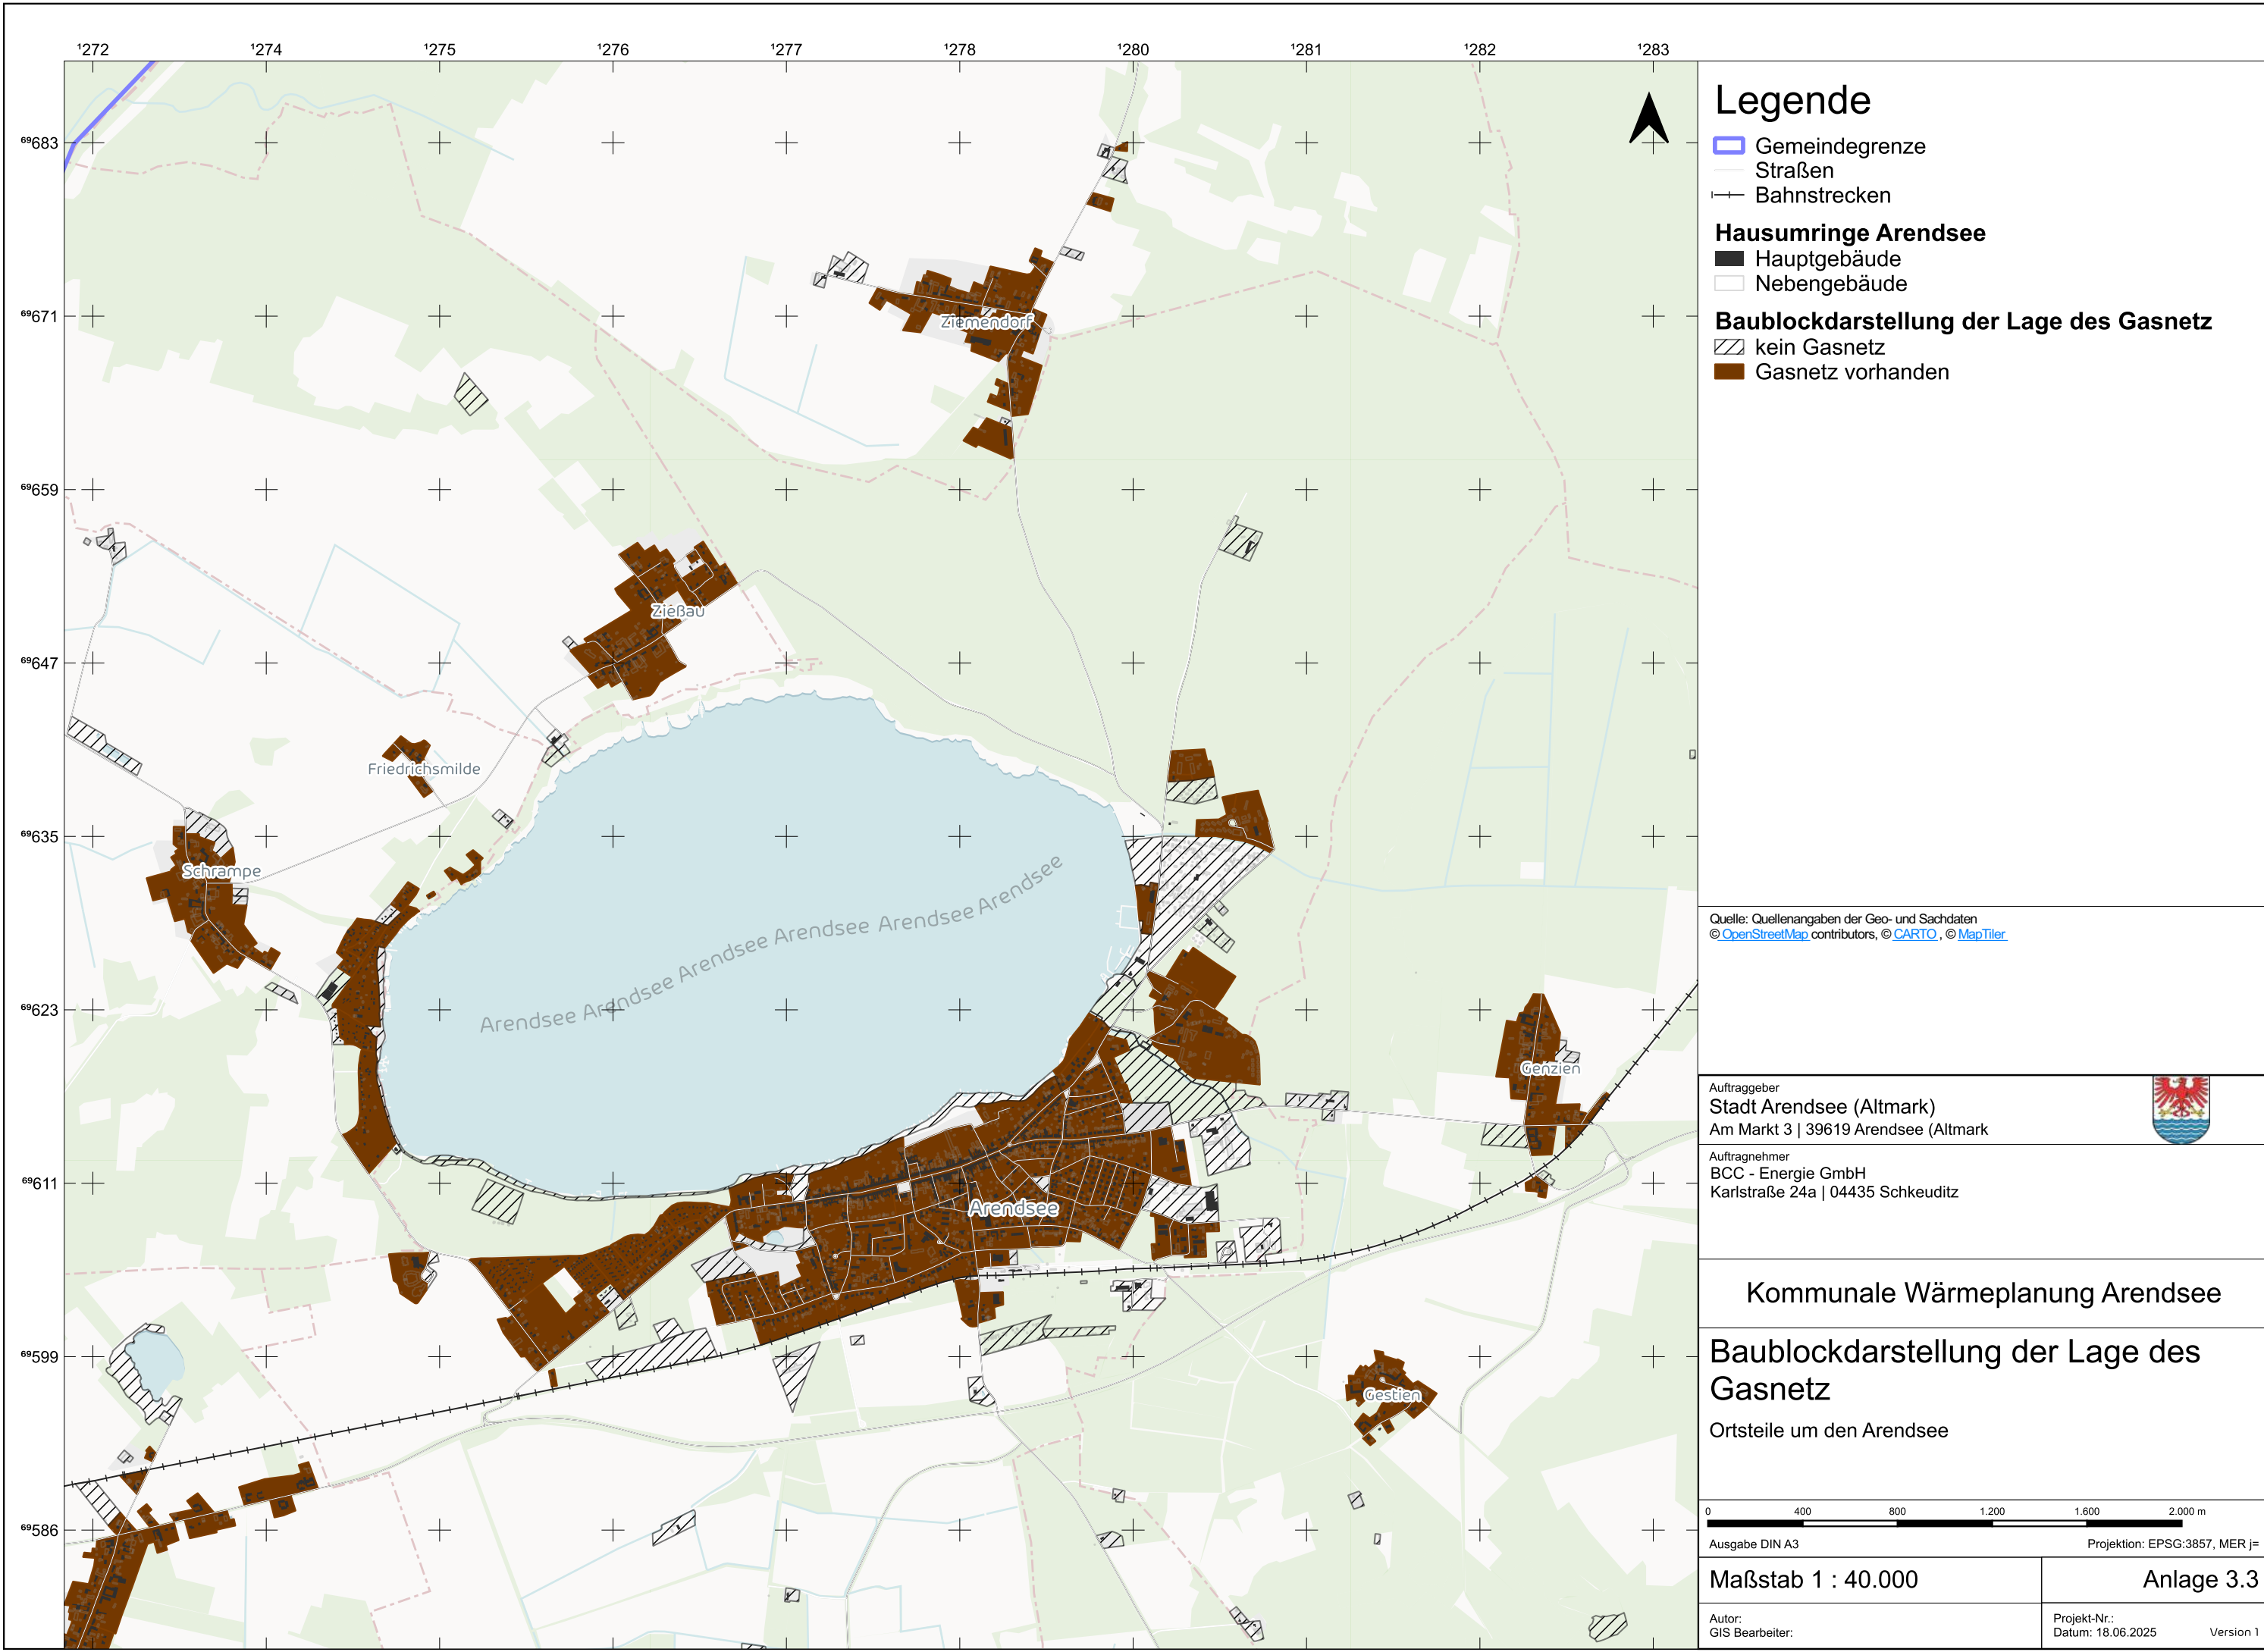 ¹272 ¹274 ¹275 ¹276 ¹277 ¹278 ¹280 ¹281 ¹282 ¹283
⁶⁹683
⁶⁹671
⁶⁹659
⁶⁹647
⁶⁹635
⁶⁹623
⁶⁹611
⁶⁹599
⁶⁹586
Ziemendorf
Zießau
Friedrichsmilde
Schrampe
Arendsee Arendsee Arendsee Arendsee Arendsee Arendsee
Genzien
Arendsee
Gestien
Legende
Gemeindegrenze
Straßen
Bahnstrecken
Hausumringe Arendsee
Hauptgebäude
Nebengebäude
Baublockdarstellung der Lage des Gasnetz
kein Gasnetz
Gasnetz vorhanden
Quelle: Quellenangaben der Geo- und Sachdaten
© OpenStreetMap contributors, © CARTO , © MapTiler
Auftraggeber
Stadt Arendsee (Altmark)
Am Markt 3 | 39619 Arendsee (Altmark
Auftragnehmer
BCC - Energie GmbH
Karlstraße 24a | 04435 Schkeuditz
Kommunale Wärmeplanung Arendsee
Baublockdarstellung der Lage des
Gasnetz
Ortsteile um den Arendsee
0 400 800 1.200 1.600 2.000 m
Ausgabe DIN A3 Projektion: EPSG:3857, MER j=
Maßstab 1 : 40.000 Anlage 3.3
Autor: Projekt-Nr.:
GIS Bearbeiter: Datum: 18.06.2025 Version 1